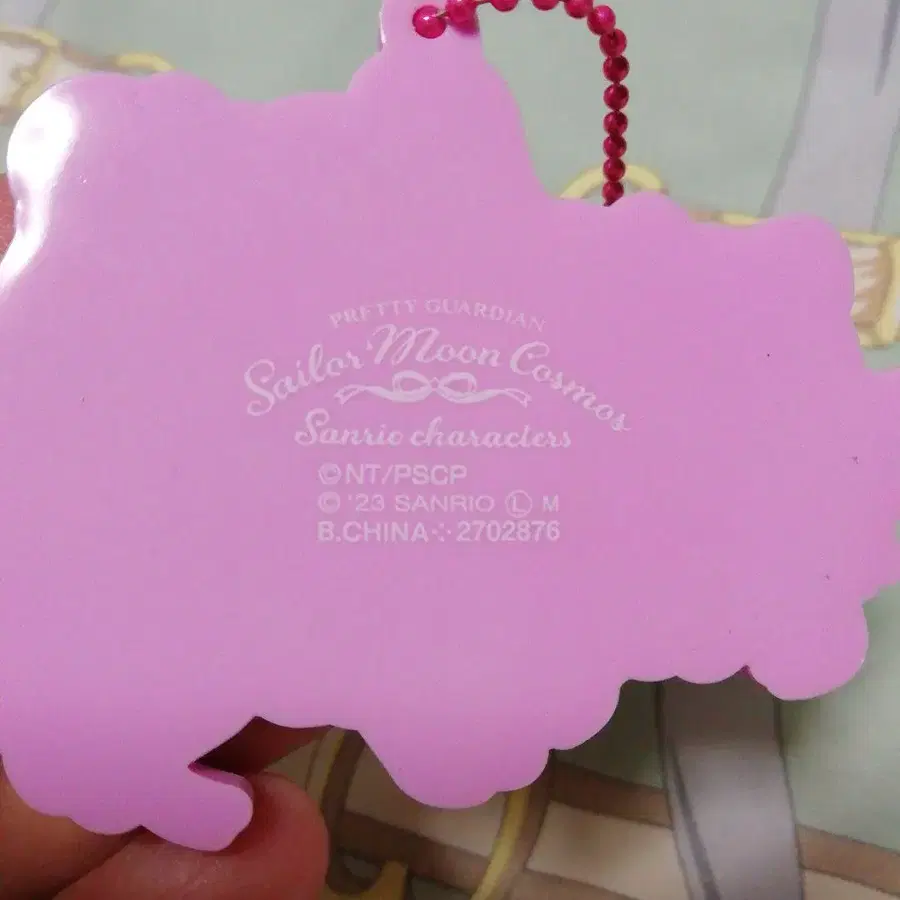 PRETTY GUARDIAN
Sailor Moon Cosmos
Sanrio characters
©NT/PSCP
© '23 SANRIO Ⓛ M
B.CHINA⁘2702876